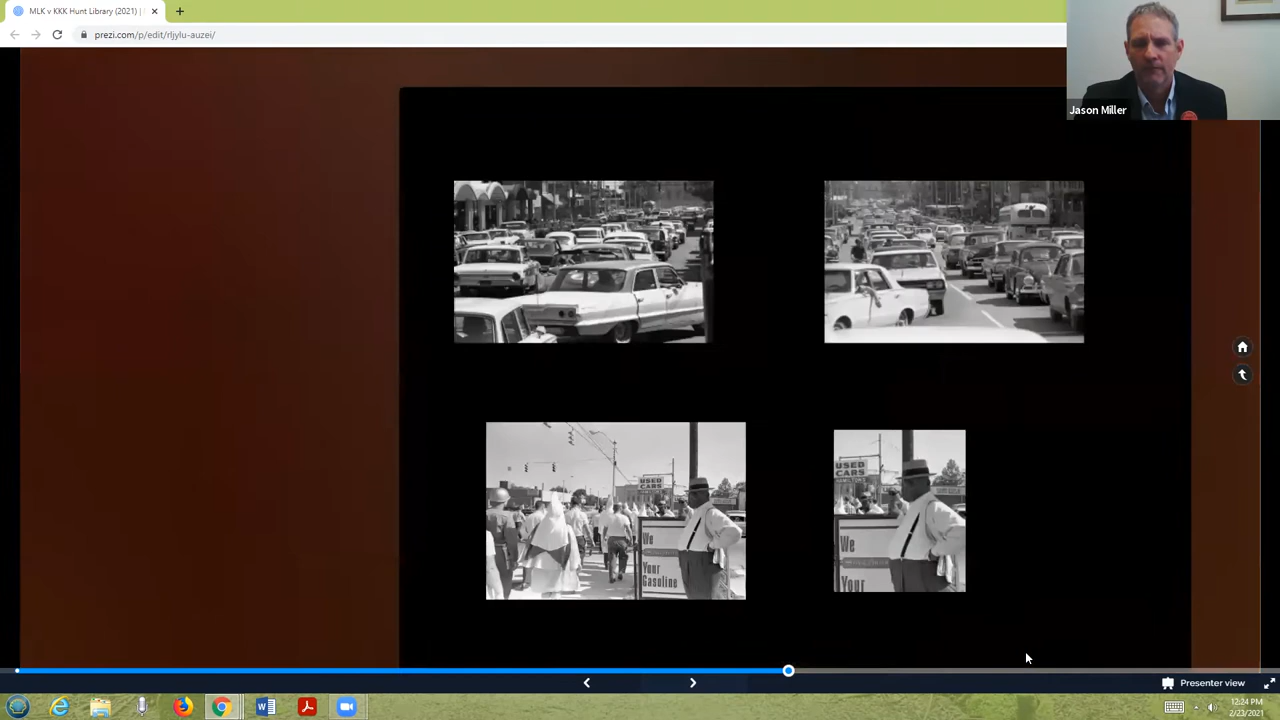 MLK v KKK Hunt Library (2021) |
prezi.com/p/edit/rljylu-auzei/
Jason Miller
USED
CARS
We
Your
Gasoline
USED
CARS
HAMILTON'S
We
Your
Presenter view
12:24 PM
2/23/2021